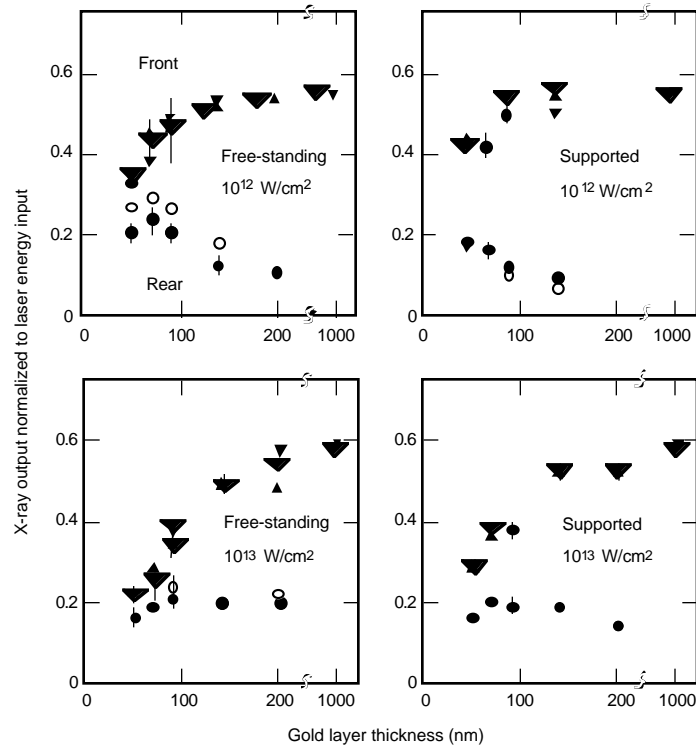 X-ray output normalized to laser energy input
0.6
0.4
0.2
0
Front
Free-standing
10¹² W/cm²
Rear
0 100 200 1000
0.6
0.4
0.2
0
Supported
10¹² W/cm²
0 100 200 1000
0.6
0.4
0.2
0
Free-standing
10¹³ W/cm²
0 100 200 1000
0.6
0.4
0.2
0
Supported
10¹³ W/cm²
0 100 200 1000
Gold layer thickness (nm)